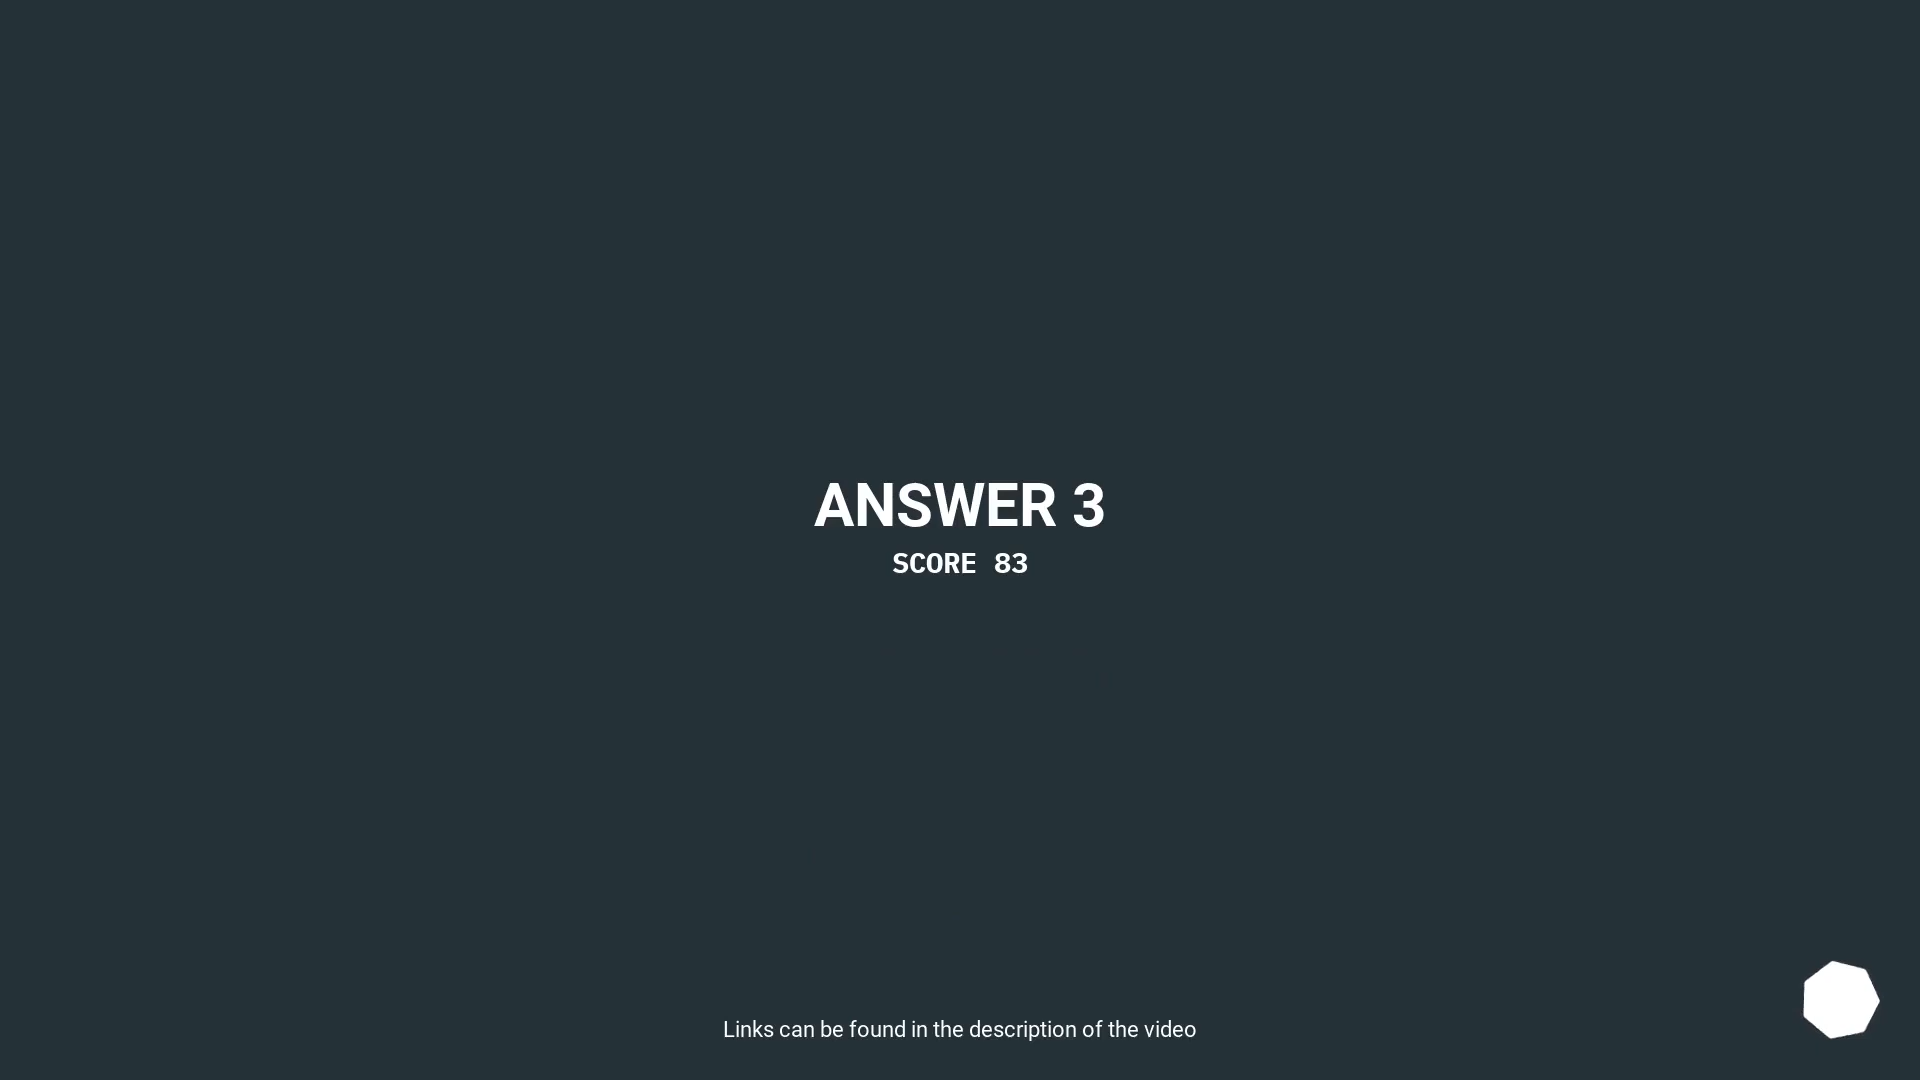 ANSWER 3
SCORE 83
Links can be found in the description of the video